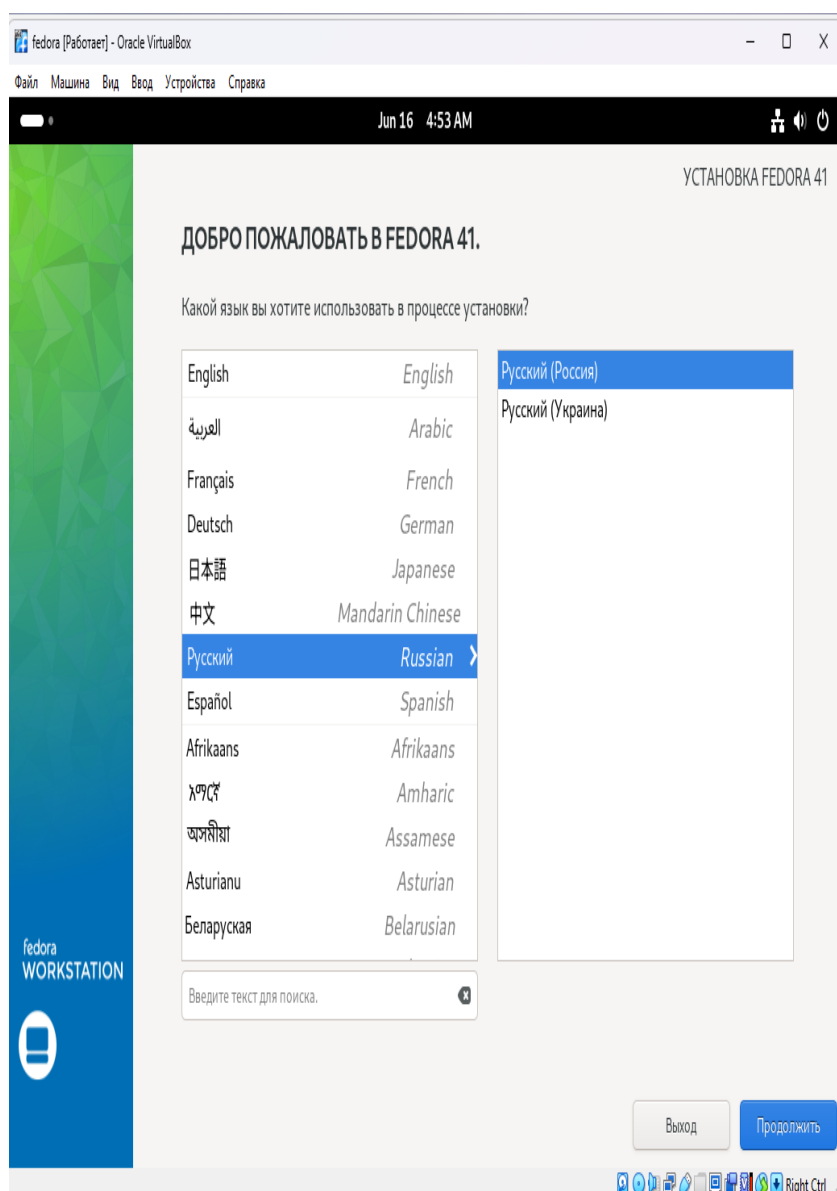 fedora [Работает] - Oracle VirtualBox
Файл Машина Вид Ввод Устройства Справка
Jun 16 4:53 AM
УСТАНОВКА FEDORA 41
ДОБРО ПОЖАЛОВАТЬ В FEDORA 41.
Какой язык вы хотите использовать в процессе установки?
English English
العربية Arabic
Français French
Deutsch German
日本語 Japanese
中文 Mandarin Chinese
Русский Russian
Español Spanish
Afrikaans Afrikaans
አማርኛ Amharic
অসমীয়া Assamese
Asturianu Asturian
Беларуская Belarusian
Русский (Россия)
Русский (Украина)
Введите текст для поиска.
fedora
WORKSTATION
Выход
Продолжить
Right Ctrl